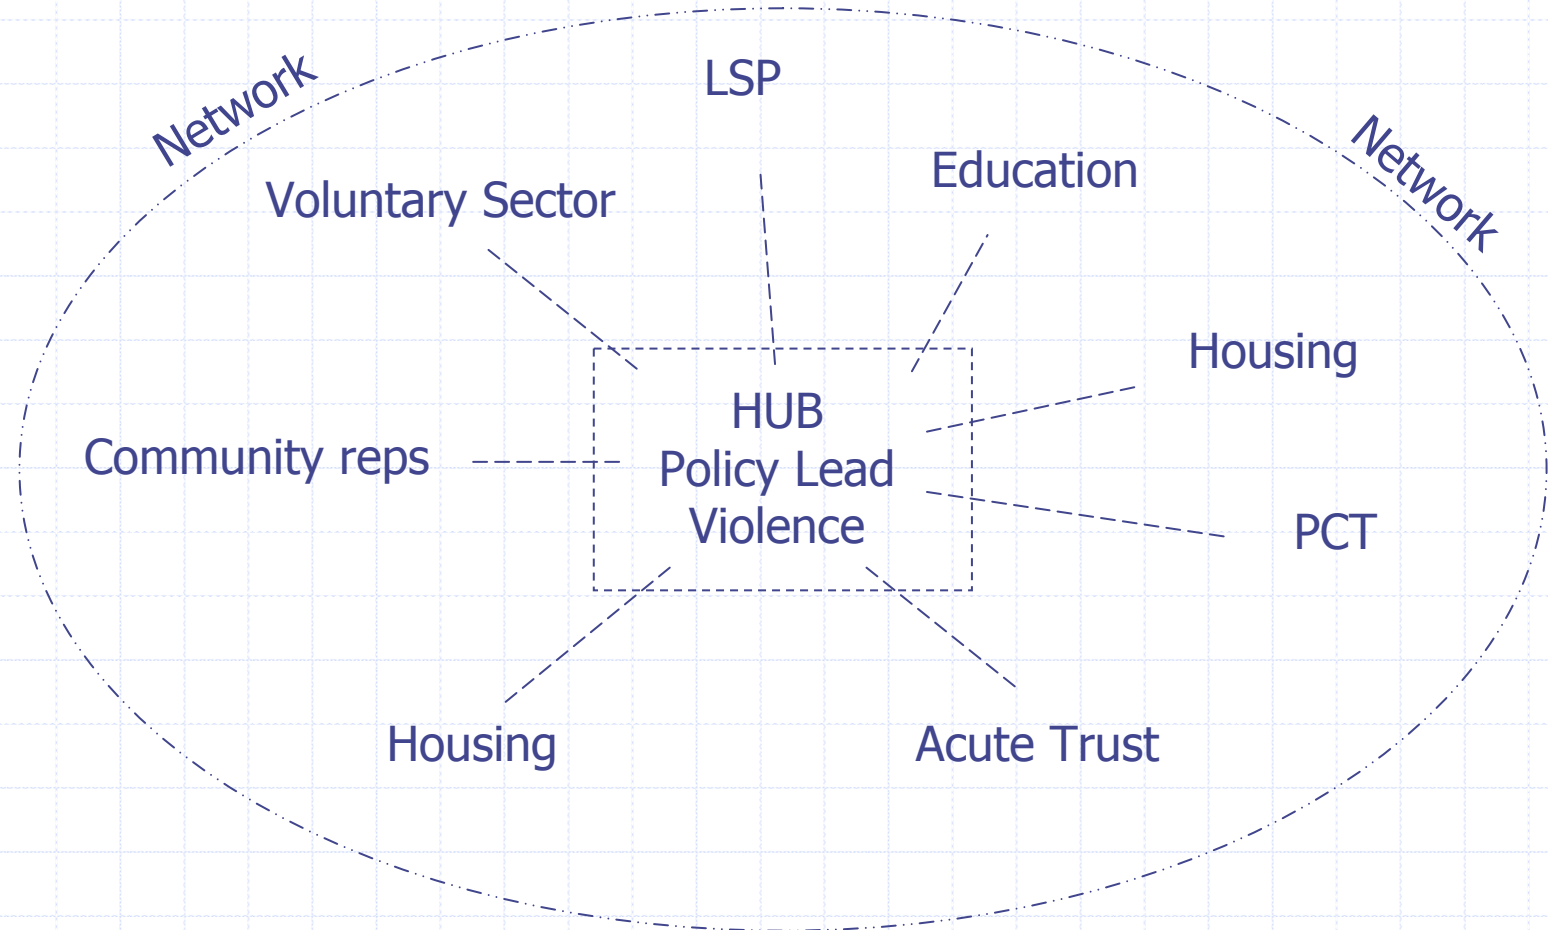 Network
LSP
Network
Education
Voluntary Sector
Housing
HUB
Policy Lead
Violence
Community reps
PCT
Housing
Acute Trust